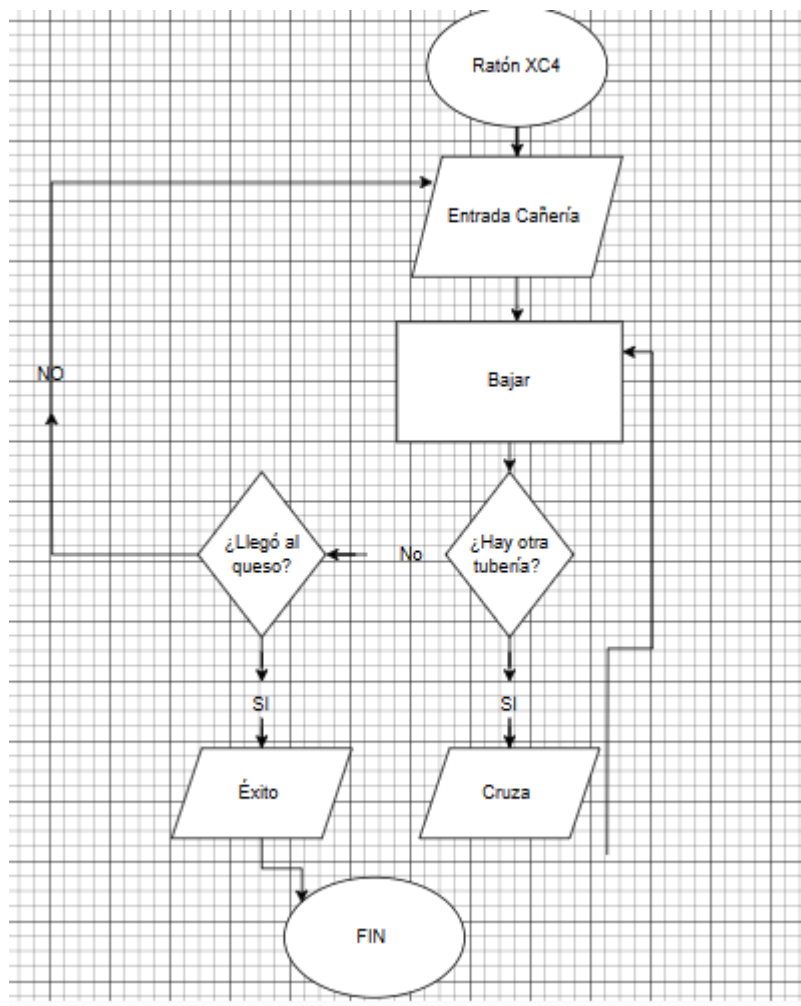 Ratón XC4
Entrada Cañería
NO
Bajar
¿Llegó al
queso?
No
¿Hay otra
tubería?
SI
SI
Éxito
Cruza
FIN